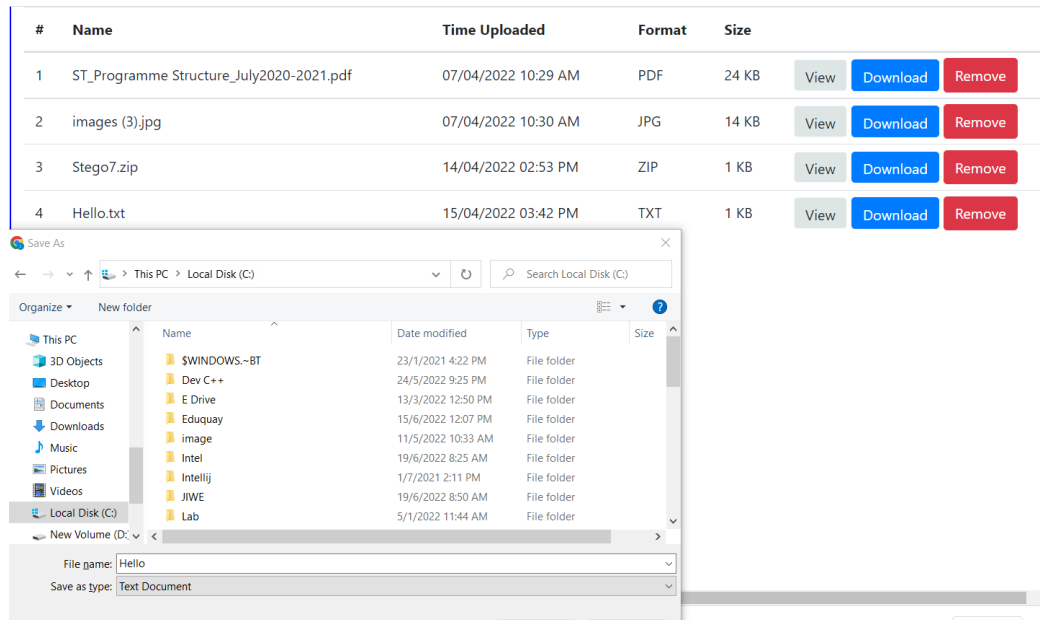 # Name Time Uploaded Format Size
1 ST_Programme Structure_July2020-2021.pdf 07/04/2022 10:29 AM PDF 24 KB View Download Remove
2 images (3).jpg 07/04/2022 10:30 AM JPG 14 KB View Download Remove
3 Stego7.zip 14/04/2022 02:53 PM ZIP 1 KB View Download Remove
4 Hello.txt 15/04/2022 03:42 PM TXT 1 KB View Download Remove
Save As
This PC > Local Disk (C:) Search Local Disk (C:)
Organize New folder
Name Date modified Type Size
This PC
3D Objects
Desktop
Documents
Downloads
Music
Pictures
Videos
Local Disk (C:)
New Volume (D:
$WINDOWS.~BT 23/1/2021 4:22 PM File folder
Dev C++ 24/5/2022 9:25 PM File folder
E Drive 13/3/2022 12:50 PM File folder
Eduquay 15/6/2022 12:07 PM File folder
image 11/5/2022 10:33 AM File folder
Intel 19/6/2022 8:25 AM File folder
Intellij 1/7/2021 2:11 PM File folder
JIWE 19/6/2022 8:50 AM File folder
Lab 5/1/2022 11:44 AM File folder
File name: Hello
Save as type: Text Document